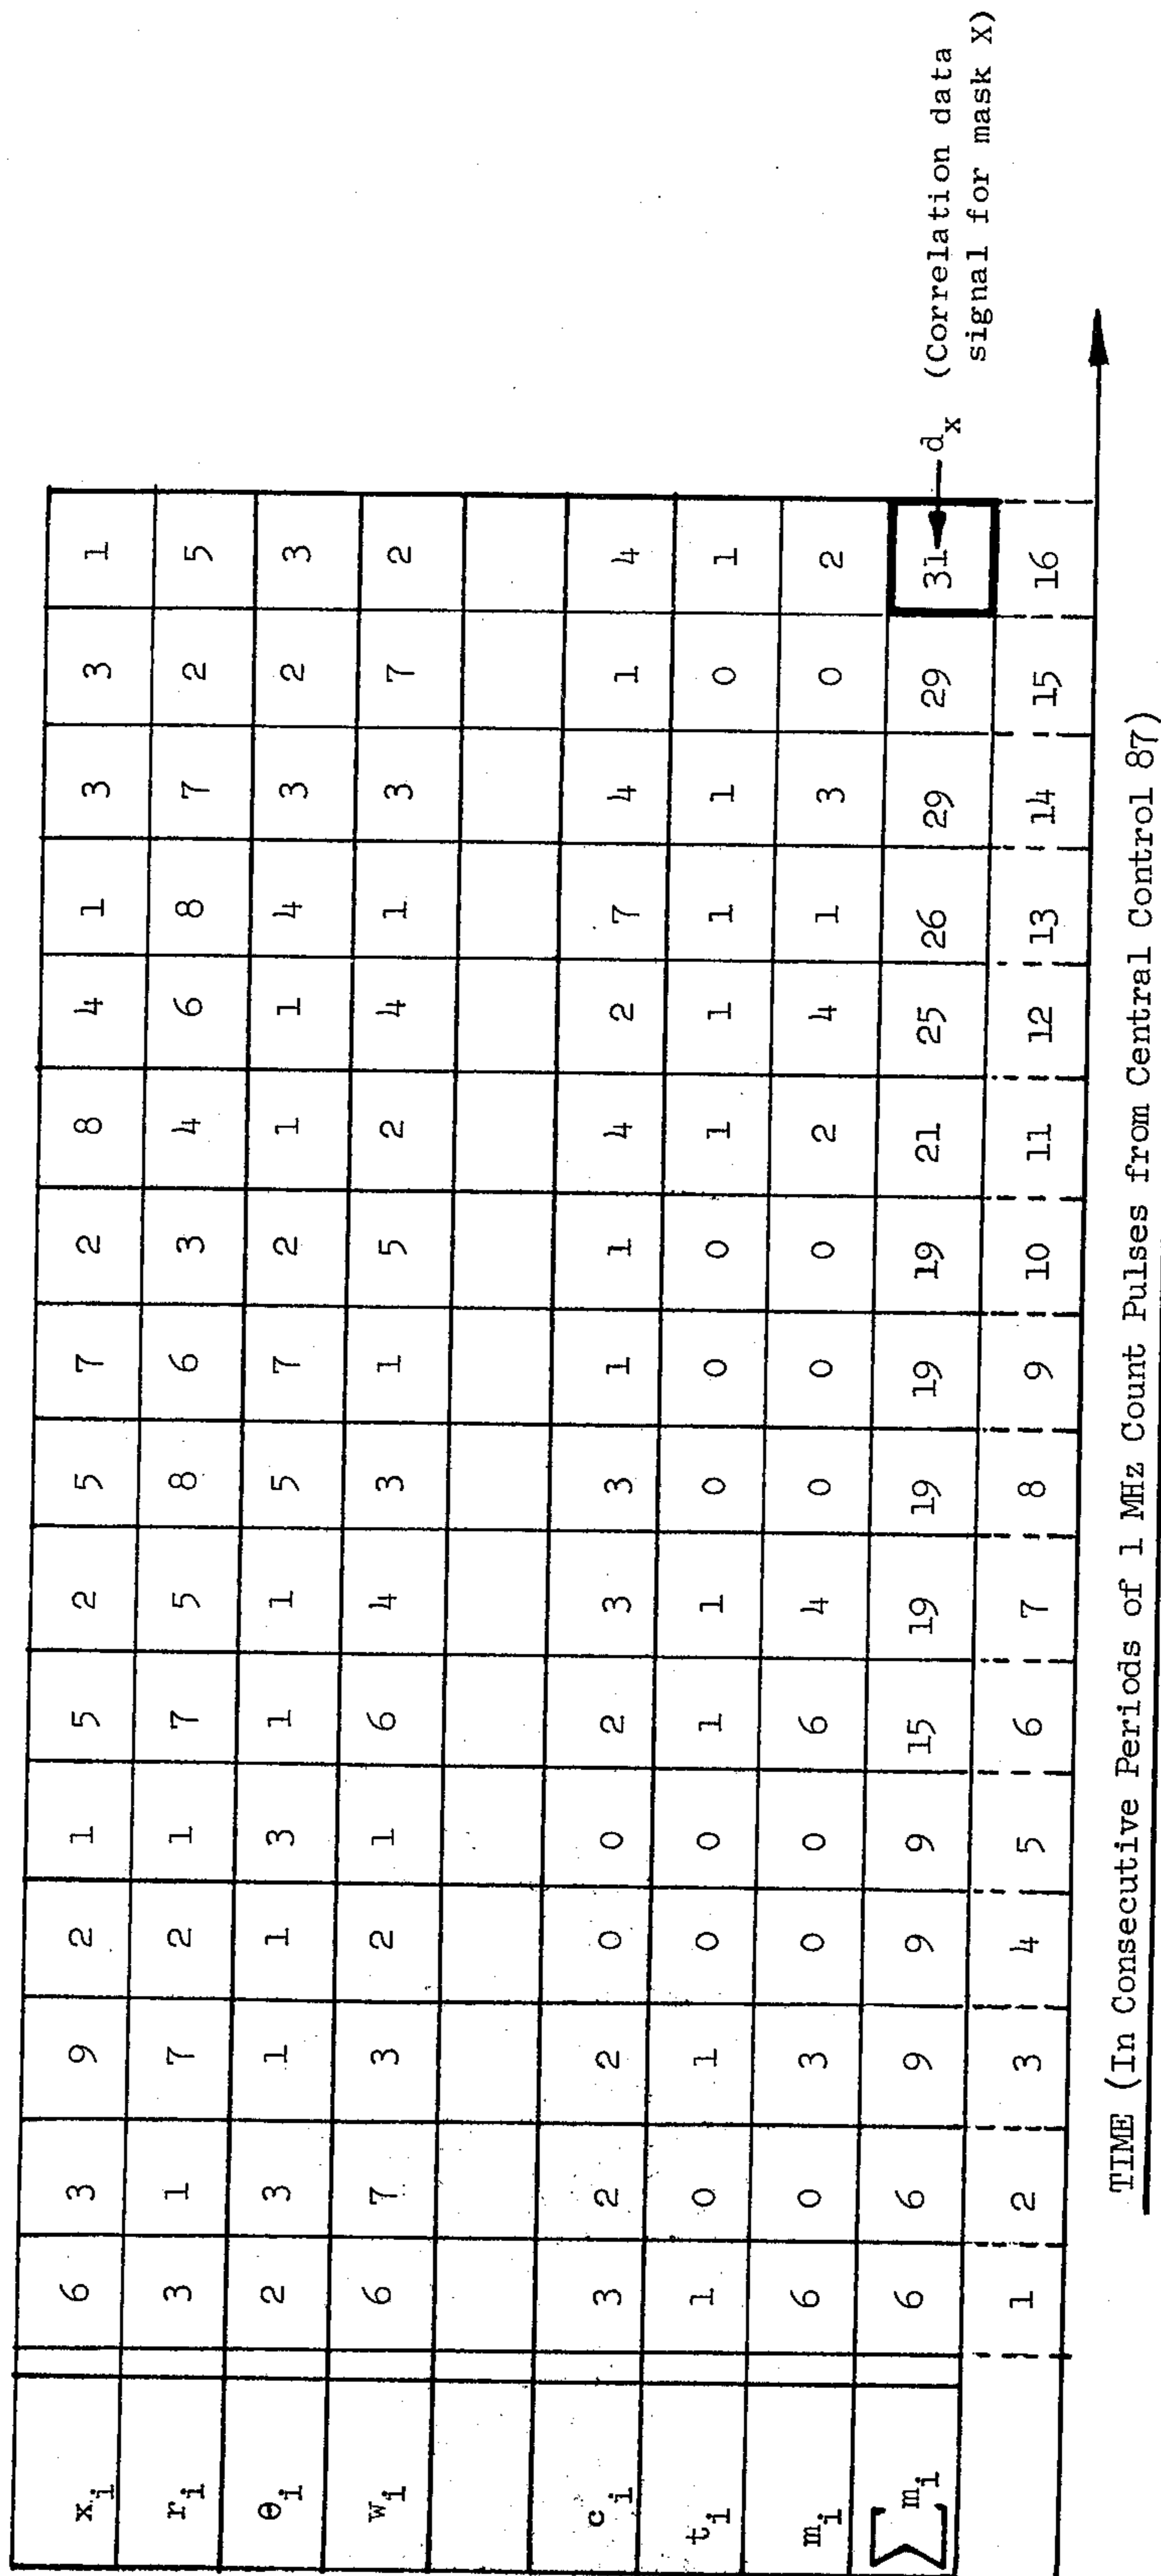 x_i 6 3 9 2 1 5 2 5 7 2 8 4 1 3 3 1
r_i 3 1 7 2 1 7 5 8 6 3 4 6 8 7 2 5
θ_i 2 3 1 1 3 1 1 5 7 2 1 1 4 3 2 3
w_i 6 7 3 2 1 6 4 3 1 5 2 4 1 3 7 2
c_i 3 2 2 0 0 2 3 3 1 1 4 2 7 4 1 4
t_i 1 0 1 0 0 1 1 0 0 0 1 1 1 1 0 1
m_i 6 0 3 0 0 6 4 0 0 0 2 4 1 3 0 2
∑ m_i 6 6 9 9 9 15 19 19 19 19 21 25 26 29 29 31 d_x (Correlation data
signal for mask X)
1 2 3 4 5 6 7 8 9 10 11 12 13 14 15 16
TIME (In Consecutive Periods of 1 MHz Count Pulses from Central Control 87)